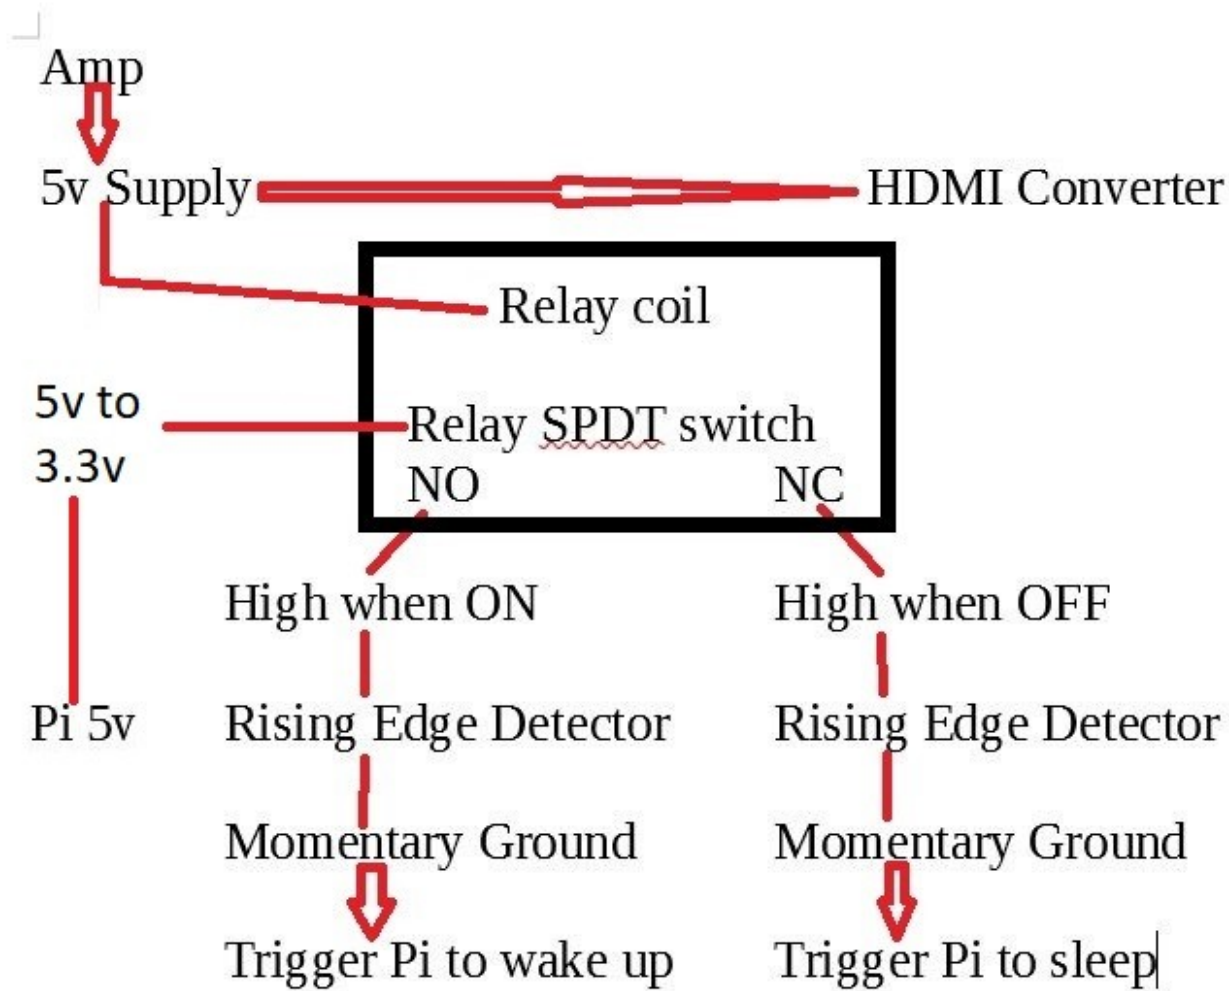 Amp
5v Supply HDMI Converter
Relay coil
5v to
3.3v
Relay SPDT switch
NO NC
High when ON High when OFF
Pi 5v Rising Edge Detector Rising Edge Detector
Momentary Ground Momentary Ground
Trigger Pi to wake up Trigger Pi to sleep